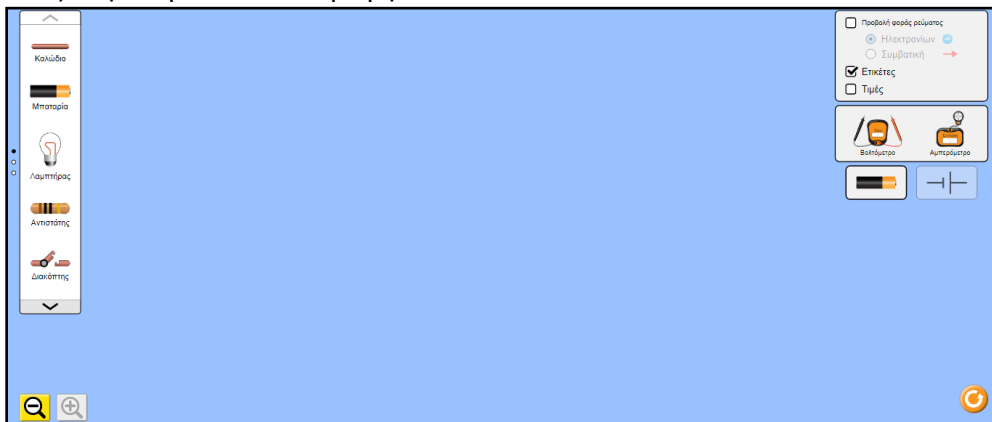 Καλώδιο
Μπαταρία
Λαμπτήρας
Αντιστάτης
Διακόπτης
Προβολή φοράς ρεύματος
Ηλεκτρονίων
Συμβατική
Ετικέτες
Τιμές
Βολτόμετρο
Αμπερόμετρο